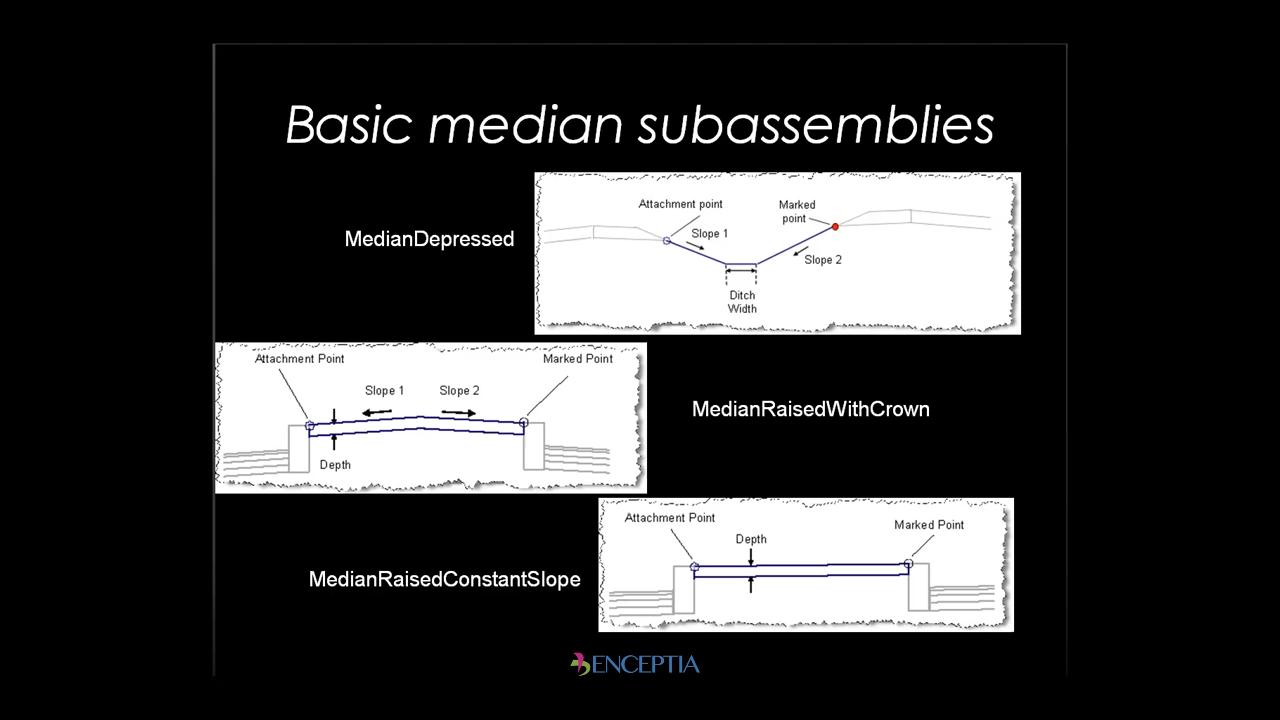 Basic median subassemblies
MedianDepressed
Attachment point
Marked
point
Slope 1
Slope 2
Ditch
Width
Attachment Point
Marked Point
Slope 1
Slope 2
Depth
MedianRaisedWithCrown
MedianRaisedConstantSlope
Attachment Point
Marked Point
Depth
ENCEPTIA